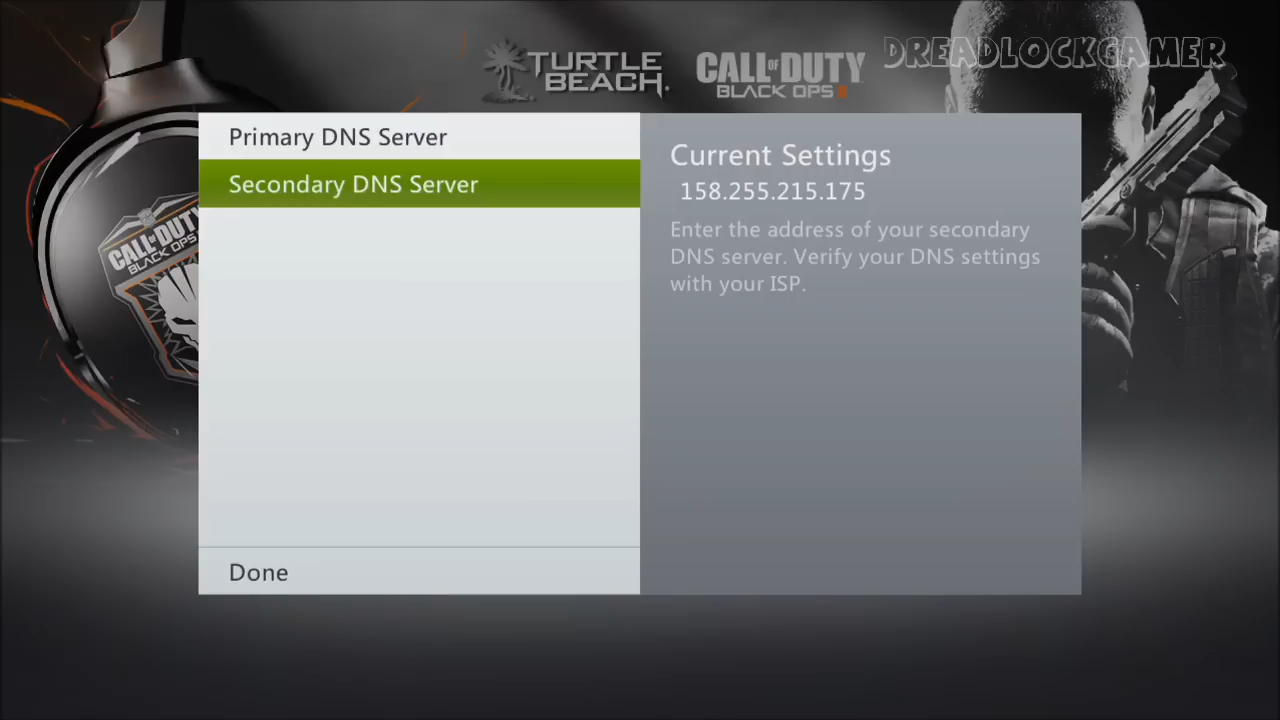 TURTLE
BEACH.
CALL OF DUTY
BLACK OPS II
DREADLOCKGAMER
Primary DNS Server
Secondary DNS Server
Done
Current Settings
158.255.215.175
Enter the address of your secondary
DNS server. Verify your DNS settings
with your ISP.
CALL OF DUTY
BLACK OPS